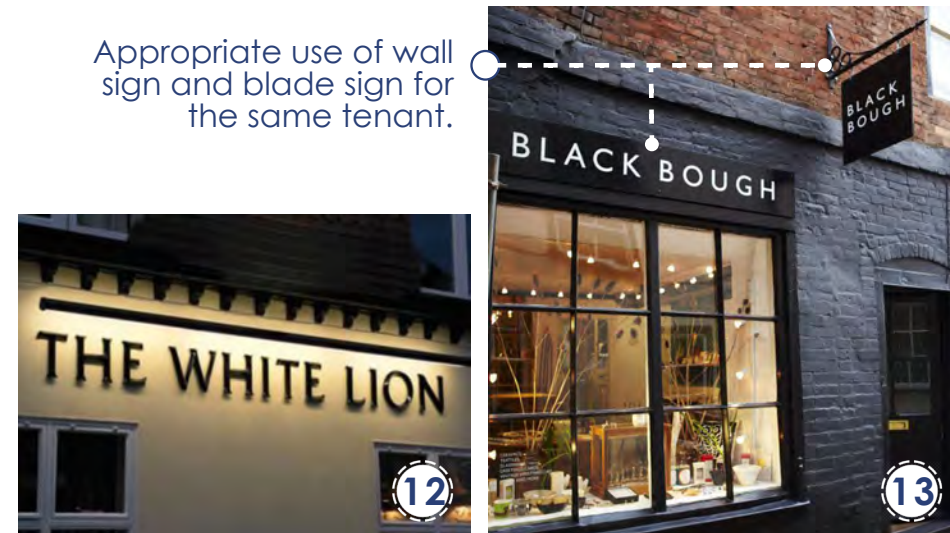 Appropriate use of wall
sign and blade sign for
the same tenant.
BLACK
BOUGH
BLACK BOUGH
THE WHITE LION
12
13